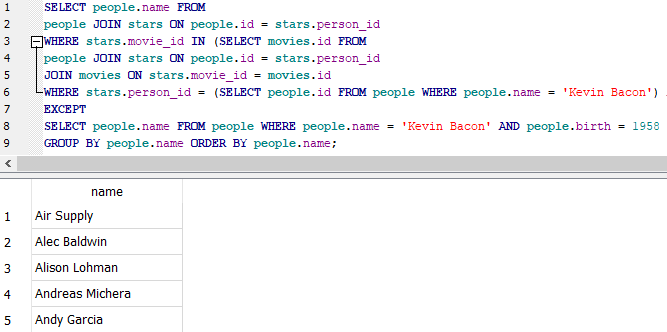 1 SELECT people.name FROM
2 people JOIN stars ON people.id = stars.person_id
3 WHERE stars.movie_id IN (SELECT movies.id FROM
4 people JOIN stars ON people.id = stars.person_id
5 JOIN movies ON stars.movie_id = movies.id
6 WHERE stars.person_id = (SELECT people.id FROM people WHERE people.name = 'Kevin Bacon')
7 EXCEPT
8 SELECT people.name FROM people WHERE people.name = 'Kevin Bacon' AND people.birth = 1958
9 GROUP BY people.name ORDER BY people.name;
name
1 Air Supply
2 Alec Baldwin
3 Alison Lohman
4 Andreas Michera
5 Andy Garcia